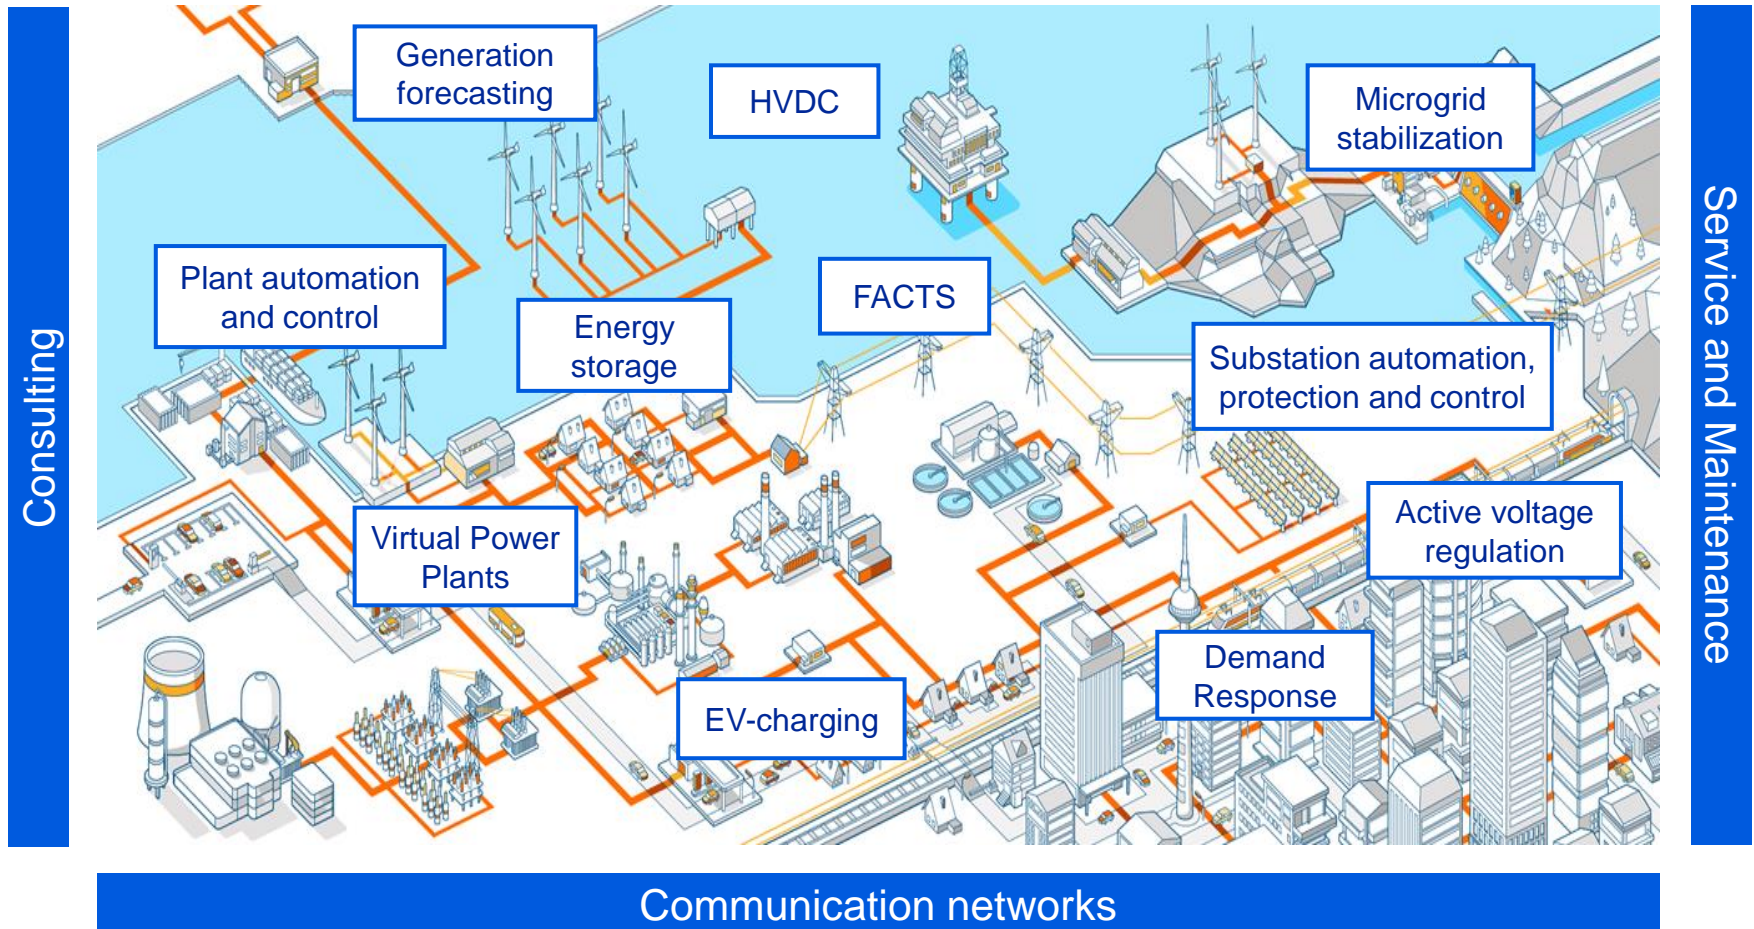 Generation
forecasting
HVDC
Microgrid
stabilization
Plant automation
and control
FACTS
Energy
storage
Substation automation,
protection and control
Consulting
Service and Maintenance
Virtual Power
Plants
Active voltage
regulation
Demand
Response
EV-charging
Communication networks